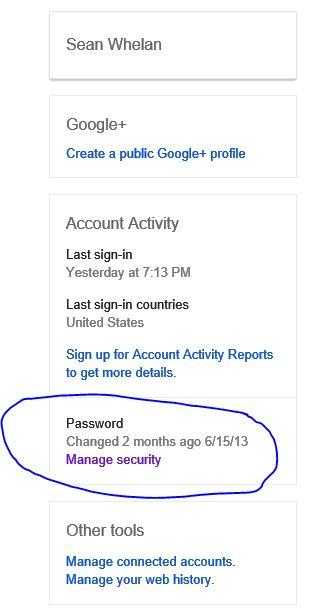 Sean Whelan
Google+
Create a public Google+ profile
Account Activity
Last sign-in
Yesterday at 7:13 PM
Last sign-in countries
United States
Sign up for Account Activity Reports
to get more details.
Password
Changed 2 months ago 6/15/13
Manage security
Other tools
Manage connected accounts.
Manage your web history.